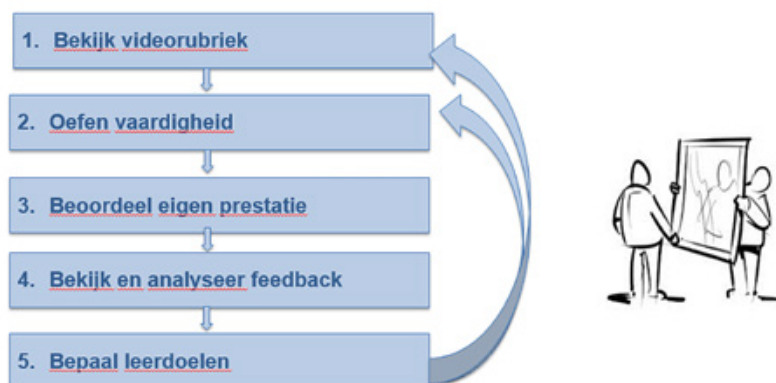 1. Bekijk videorubriek
2. Oefen vaardigheid
3. Beoordeel eigen prestatie
4. Bekijk en analyseer feedback
5. Bepaal leerdoelen